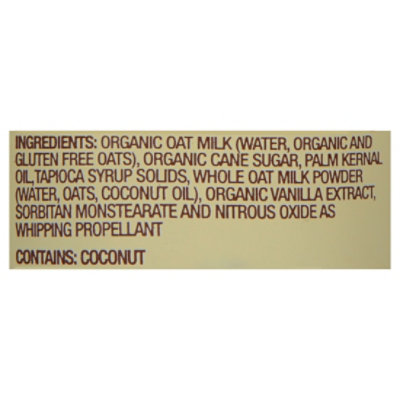 INGREDIENTS: ORGANIC OAT MILK (WATER, ORGANIC AND
GLUTEN FREE OATS), ORGANIC CANE SUGAR, PALM KERNAL
OIL, TAPIOCA SYRUP SOLIDS, WHOLE OAT MILK POWDER
(WATER, OATS, COCONUT OIL), ORGANIC VANILLA EXTRACT,
SORBITAN MONSTEARATE AND NITROUS OXIDE AS
WHIPPING PROPELLANT
CONTAINS: COCONUT